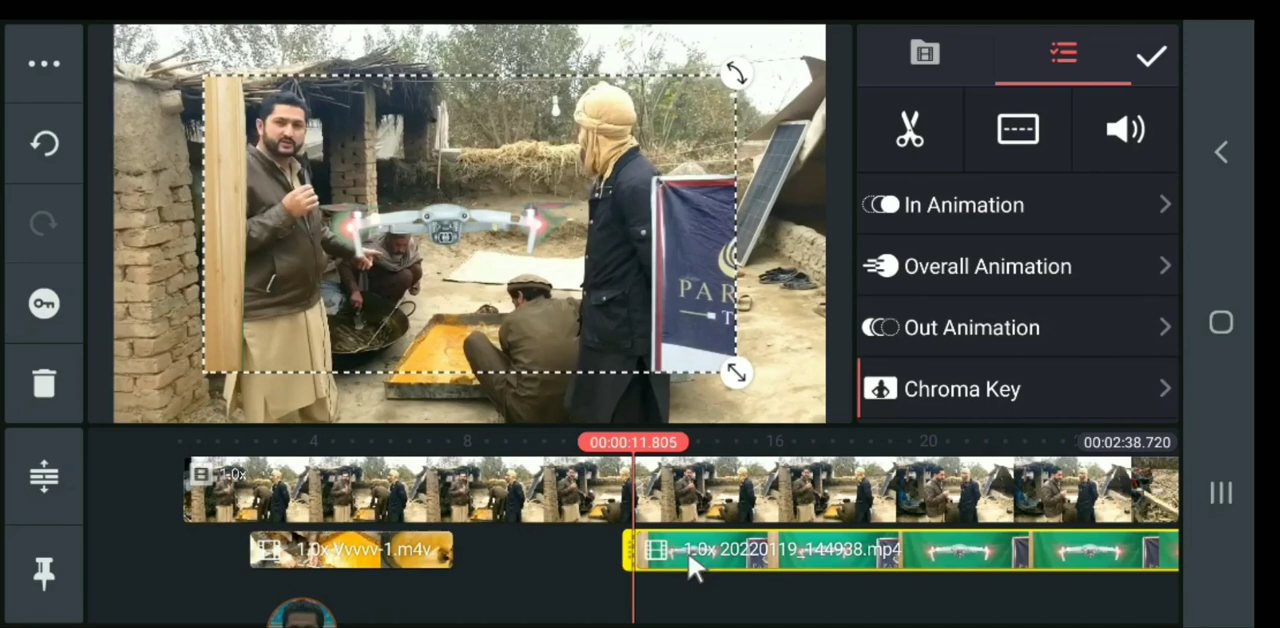 In Animation
Overall Animation
Out Animation
Chroma Key
PAR
T
4
8
00:00:11.805
16
20
00:02:38.720
1.0x
1.0x Vvvvv-1.m4v
1.0x 20220119_144938.mp4